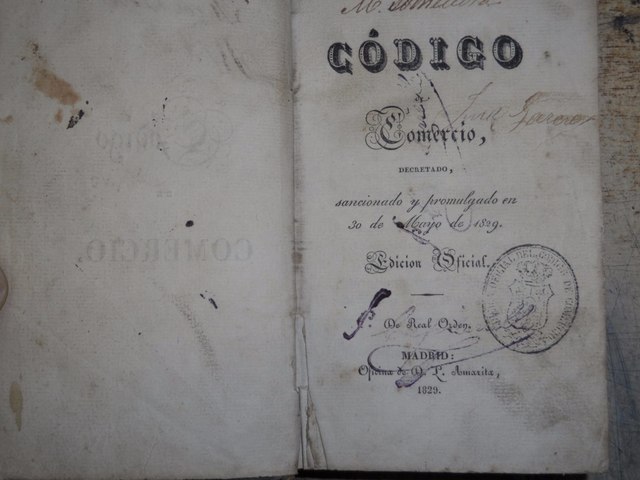 CÓDIGO
Comercio,
DECRETADO,
sancionado y promulgado en
30 de Mayo de 1829.
Edicion Oficial.
De Real Orden.
MADRID:
Oficina de D. L. Amarita,
1829.
COMERCIO,